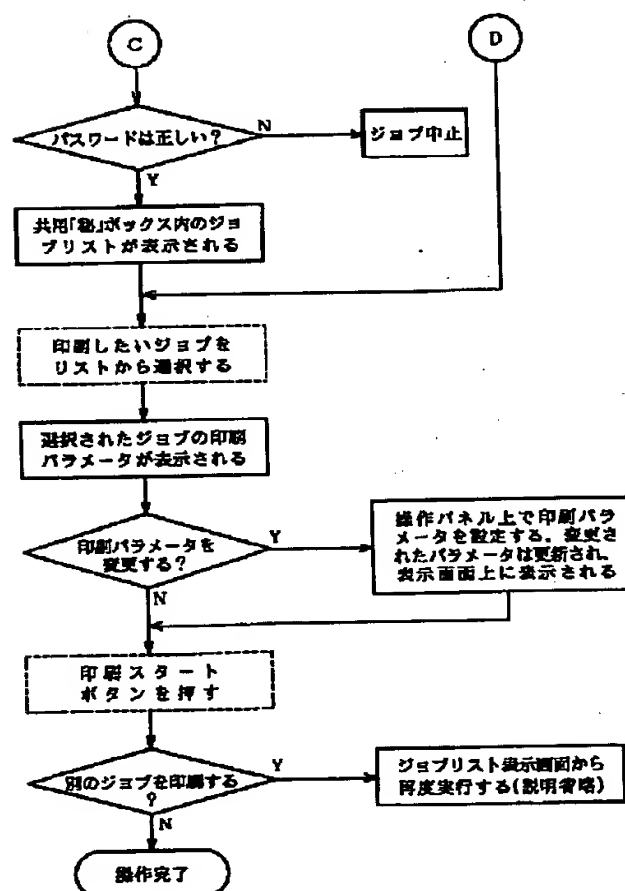 C
D
パスワードは正しい?
N
ジョブ中止
Y
共用「秘」ボックス内のジョ
ブリストが表示される
印刷したいジョブを
リストから選択する
選択されたジョブの印刷
パラメータが表示される
印刷パラメータを
変更する?
Y
操作パネル上で印刷パラ
メータを設定する。変更さ
れたパラメータは更新され、
表示画面上に表示される
N
印刷スタート
ボタンを押す
別のジョブを印刷する
?
Y
ジョブリスト表示画面から
再度実行する(説明省略)
N
操作完了